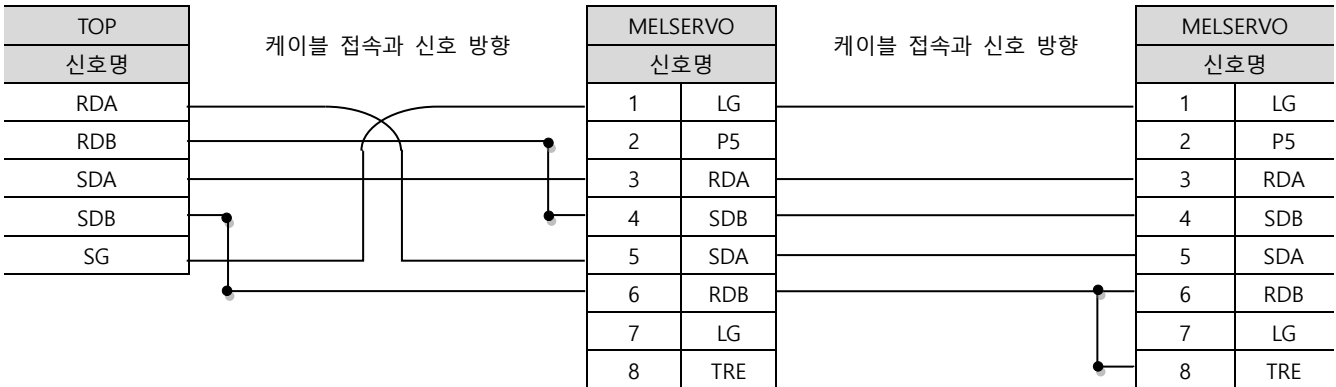 TOP 케이블 접속과 신호 방향 MELSERVO 케이블 접속과 신호 방향 MELSERVO
신호명 신호명 신호명
RDA 1 LG 1 LG
RDB 2 P5 2 P5
SDA 3 RDA 3 RDA
SDB 4 SDB 4 SDB
SG 5 SDA 5 SDA
6 RDB 6 RDB
7 LG 7 LG
8 TRE 8 TRE